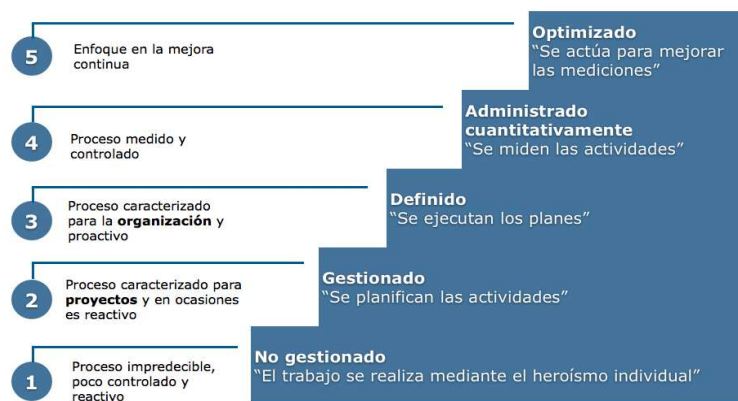 5
Enfoque en la mejora
continua
Optimizado
“Se actúa para mejorar
las mediciones”
4
Proceso medido y
controlado
Administrado
cuantitativamente
“Se miden las actividades”
3
Proceso caracterizado
para la organización y
proactivo
Definido
“Se ejecutan los planes”
2
Proceso caracterizado para
proyectos y en ocasiones
es reactivo
Gestionado
“Se planifican las actividades”
1
Proceso impredecible,
poco controlado y
reactivo
No gestionado
“El trabajo se realiza mediante el heroísmo individual”